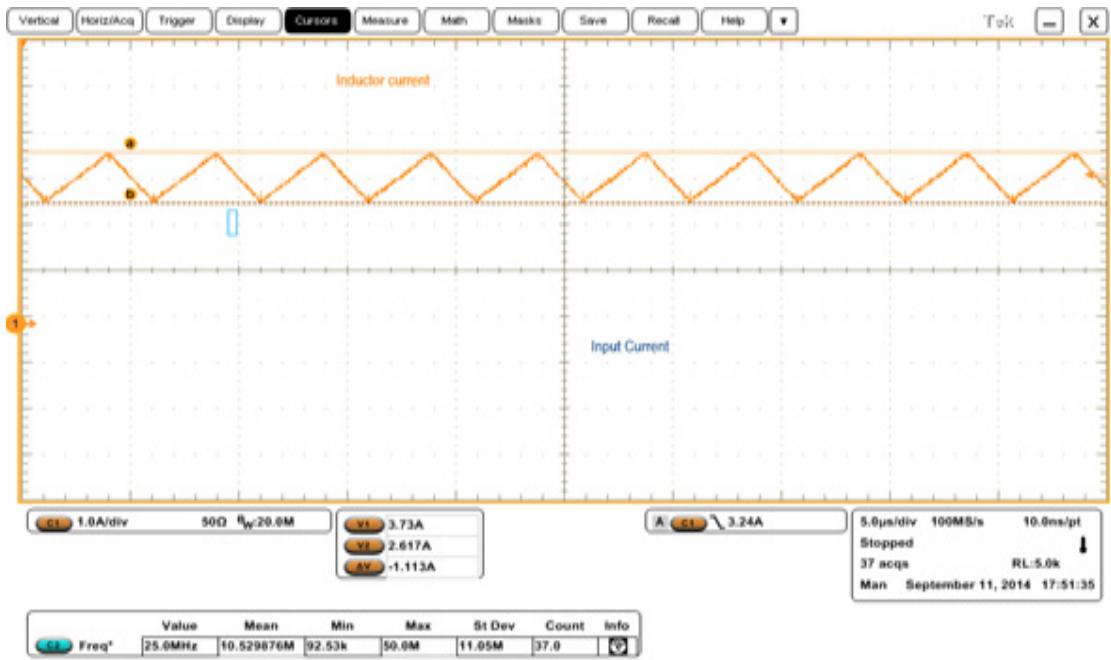 Vertical Horiz/Acq Trigger Display Cursors Measure Math Masks Save Recall Help Tek X
Inductor current
a
b
1
Input Current
C1 1.0A/div 50Ω BW:20.0M
V1 3.73A
V2 2.617A
ΔV -1.113A
A C1 3.24A
5.0µs/div 100MS/s 10.0ns/pt
Stopped
37 acqs RL:5.0k
Man September 11, 2014 17:51:35
Value Mean Min Max St Dev Count Info
C2 Freq* 25.0MHz 10.529876M 92.53k 50.0M 11.05M 37.0